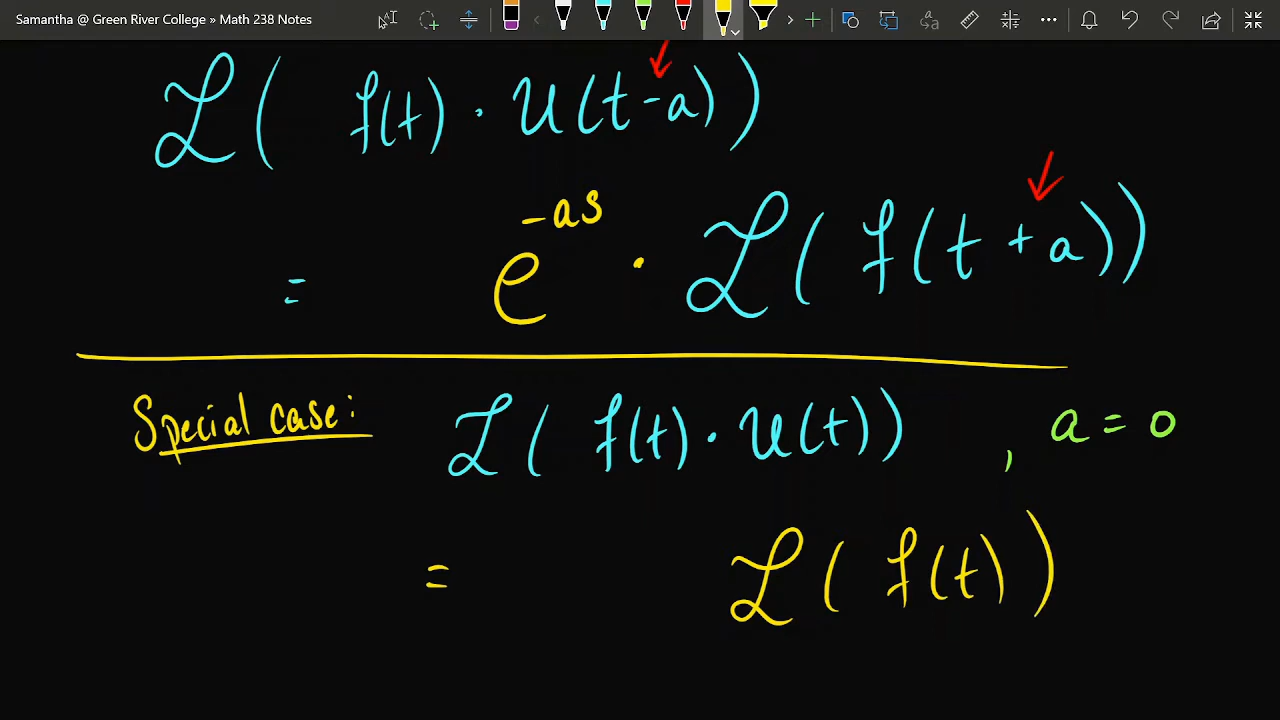 Samantha @ Green River College » Math 238 Notes
ℒ( f(t) · U(t-a))
= e^{-as} · ℒ( f(t + a))
Special case: ℒ( f(t) · U(t)) , a = 0
= ℒ( f(t))